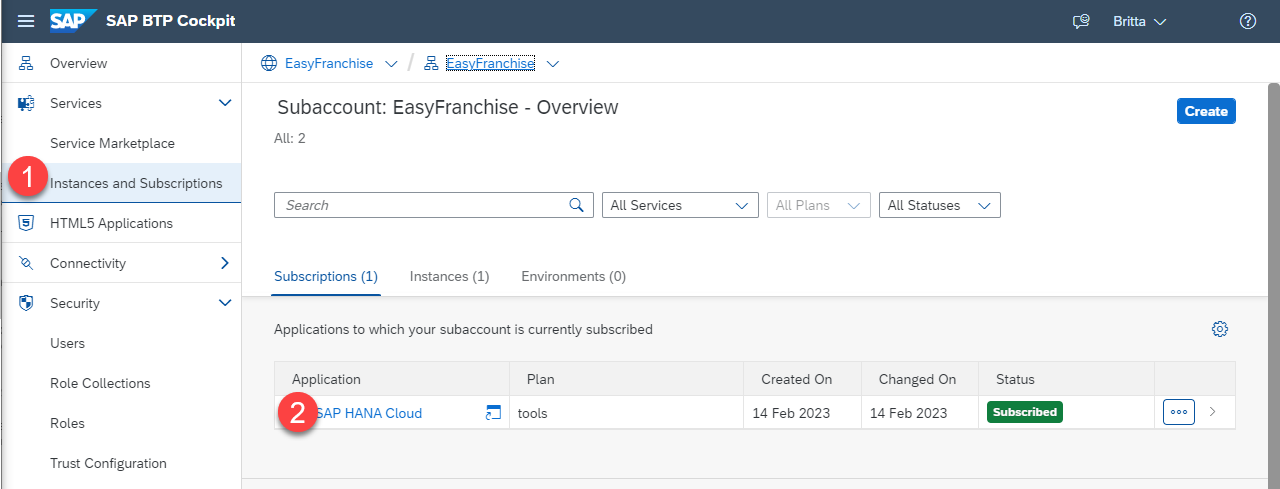 SAP SAP BTP Cockpit
Britta
Overview
Services
Service Marketplace
1
Instances and Subscriptions
5 HTML5 Applications
Connectivity
Security
Users
Role Collections
Roles
Trust Configuration
EasyFranchise / EasyFranchise
Subaccount: EasyFranchise - Overview
Create
All: 2
Search
All Services
All Plans
All Statuses
Subscriptions (1) Instances (1) Environments (0)
Applications to which your subaccount is currently subscribed
Application Plan Created On Changed On Status
2 SAP HANA Cloud tools 14 Feb 2023 14 Feb 2023 Subscribed